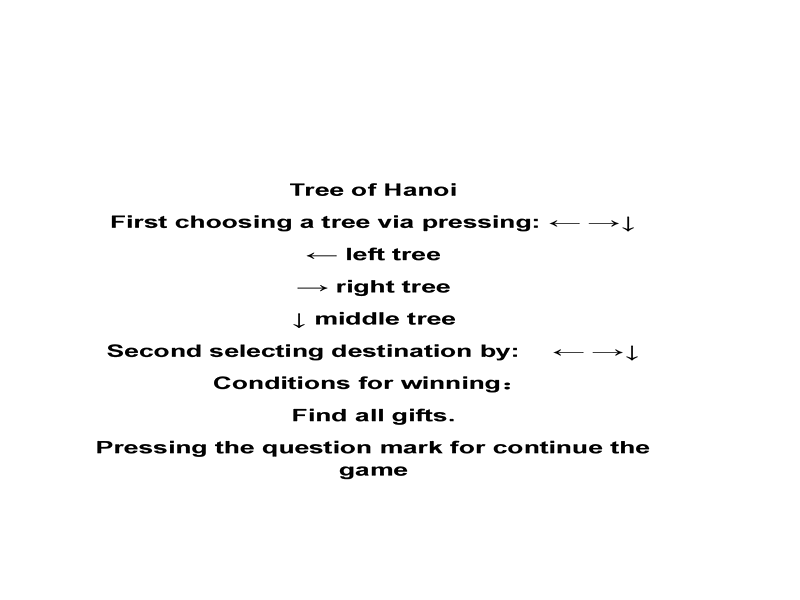 Tree of Hanoi
First choosing a tree via pressing: ← →↓
← left tree
→ right tree
↓ middle tree
Second selecting destination by: ← →↓
Conditions for winning：
Find all gifts.
Pressing the question mark for continue the
game